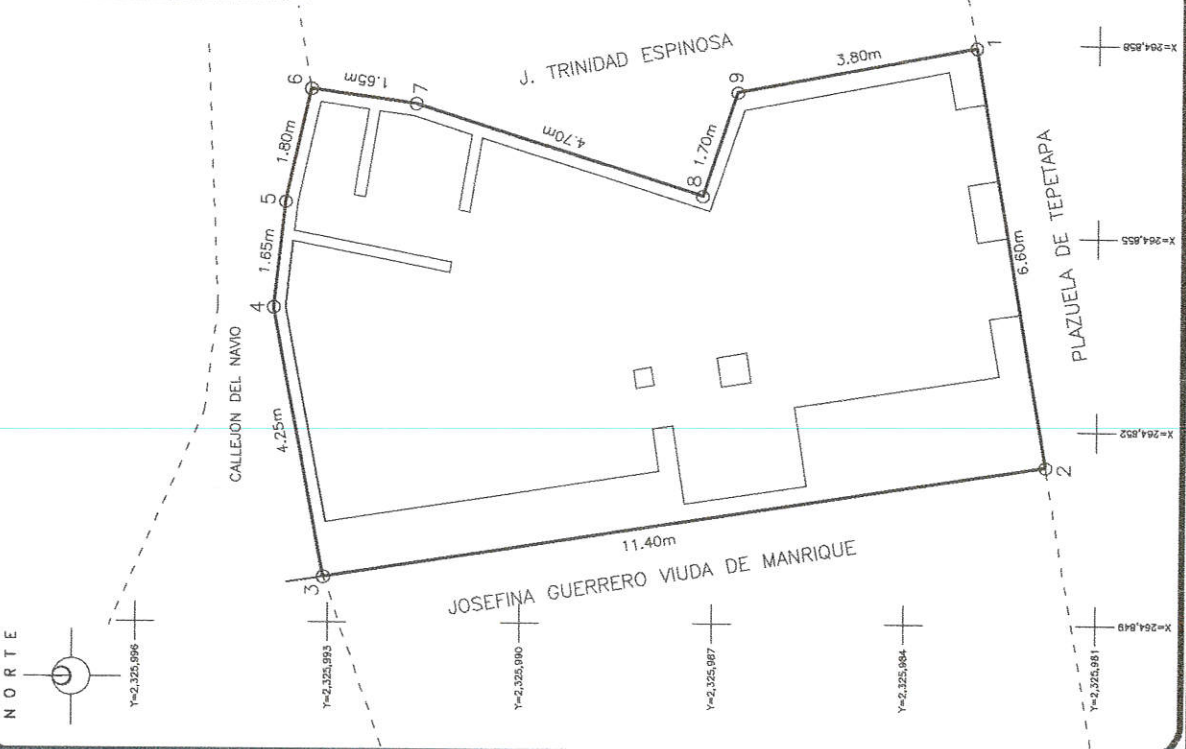 NORTE
CALLEJON DEL NAVIO
J. TRINIDAD ESPINOSA
6
1.65m
7
1.80m
5
1.65m
4
4.25m
3
4.70m
8
1.70m
9
3.80m
1
6.60m
PLAZUELA DE TEPETAPA
2
11.40m
JOSEFINA GUERRERO VIUDA DE MANRIQUE
Y=2,325,996
Y=2,325,993
Y=2,325,990
Y=2,325,987
Y=2,325,984
Y=2,325,981
X=264,858
X=264,855
X=264,852
X=264,849